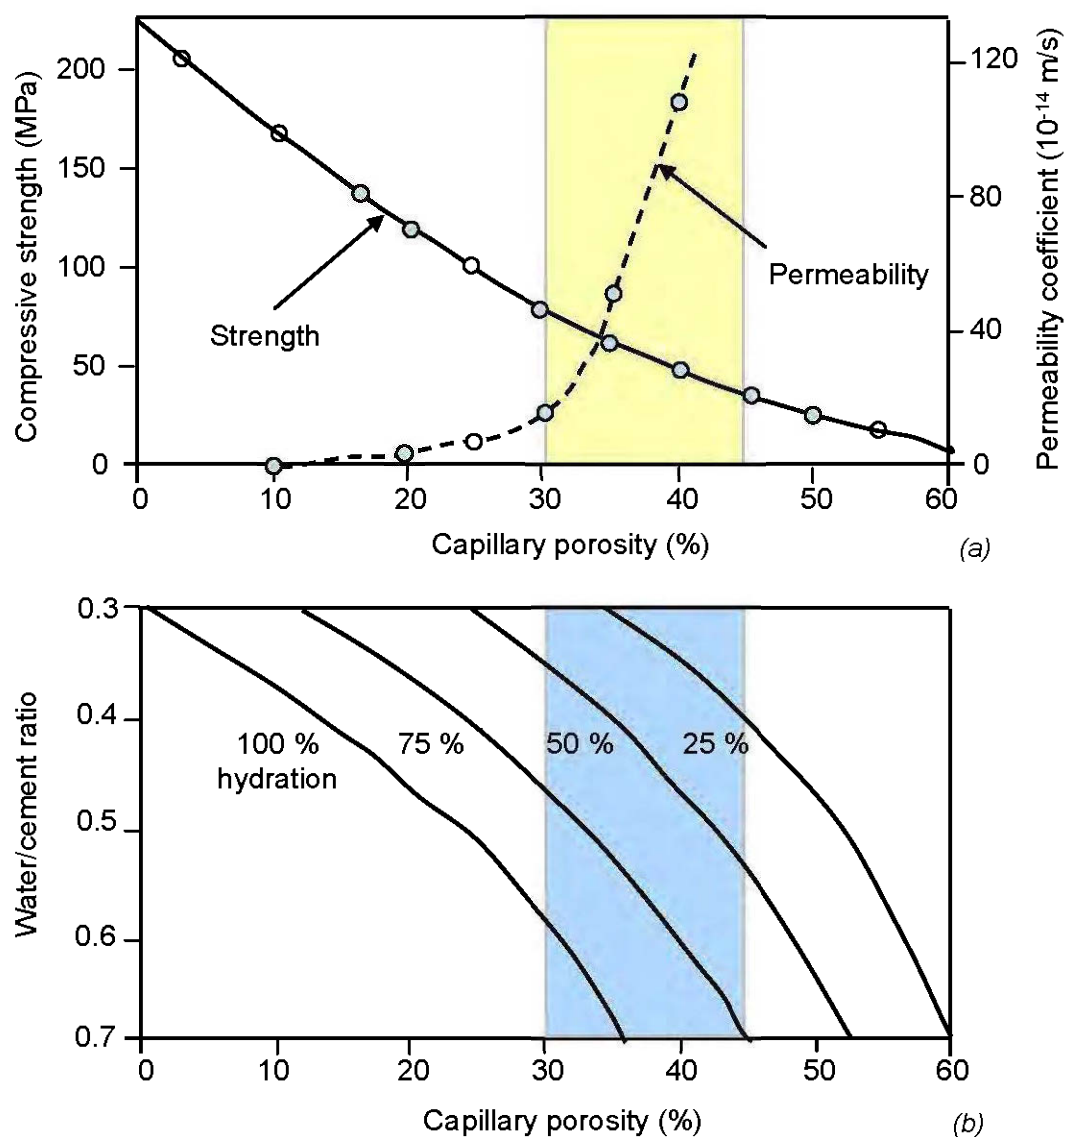 Compressive strength (MPa)
200
150
100
50
0
Strength
Permeability
120
80
40
0
Permeability coefficient (10⁻¹⁴ m/s)
0 10 20 30 40 50 60
Capillary porosity (%)
(a)
Water/cement ratio
0.3
0.4
0.5
0.6
0.7
100 % 75 % 50 % 25 %
hydration
0 10 20 30 40 50 60
Capillary porosity (%)
(b)